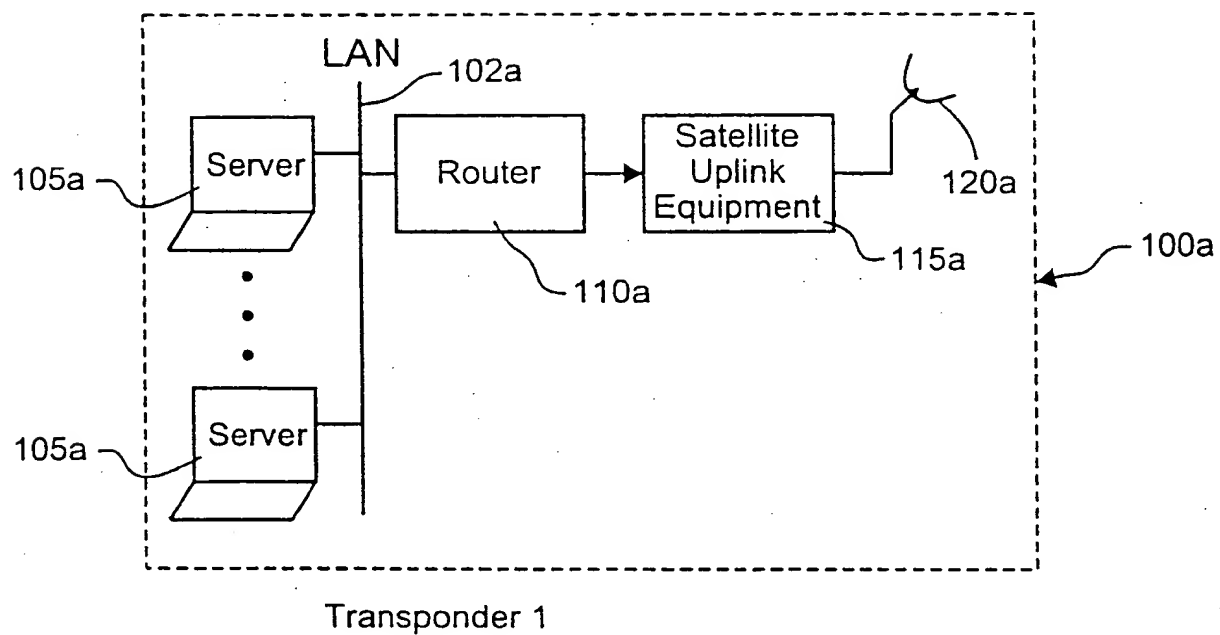 LAN
102a
Server
105a
Router
Satellite
Uplink
Equipment
120a
115a
110a
100a
Server
105a
Transponder 1